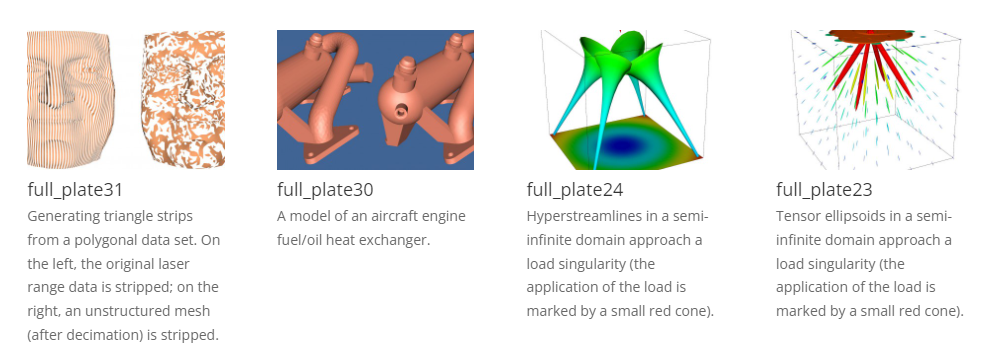 full_plate31
Generating triangle strips
from a polygonal data set. On
the left, the original laser
range data is stripped; on the
right, an unstructured mesh
(after decimation) is stripped.
full_plate30
A model of an aircraft engine
fuel/oil heat exchanger.
full_plate24
Hyperstreamlines in a semi-
infinite domain approach a
load singularity (the
application of the load is
marked by a small red cone).
full_plate23
Tensor ellipsoids in a semi-
infinite domain approach a
load singularity (the
application of the load is
marked by a small red cone).